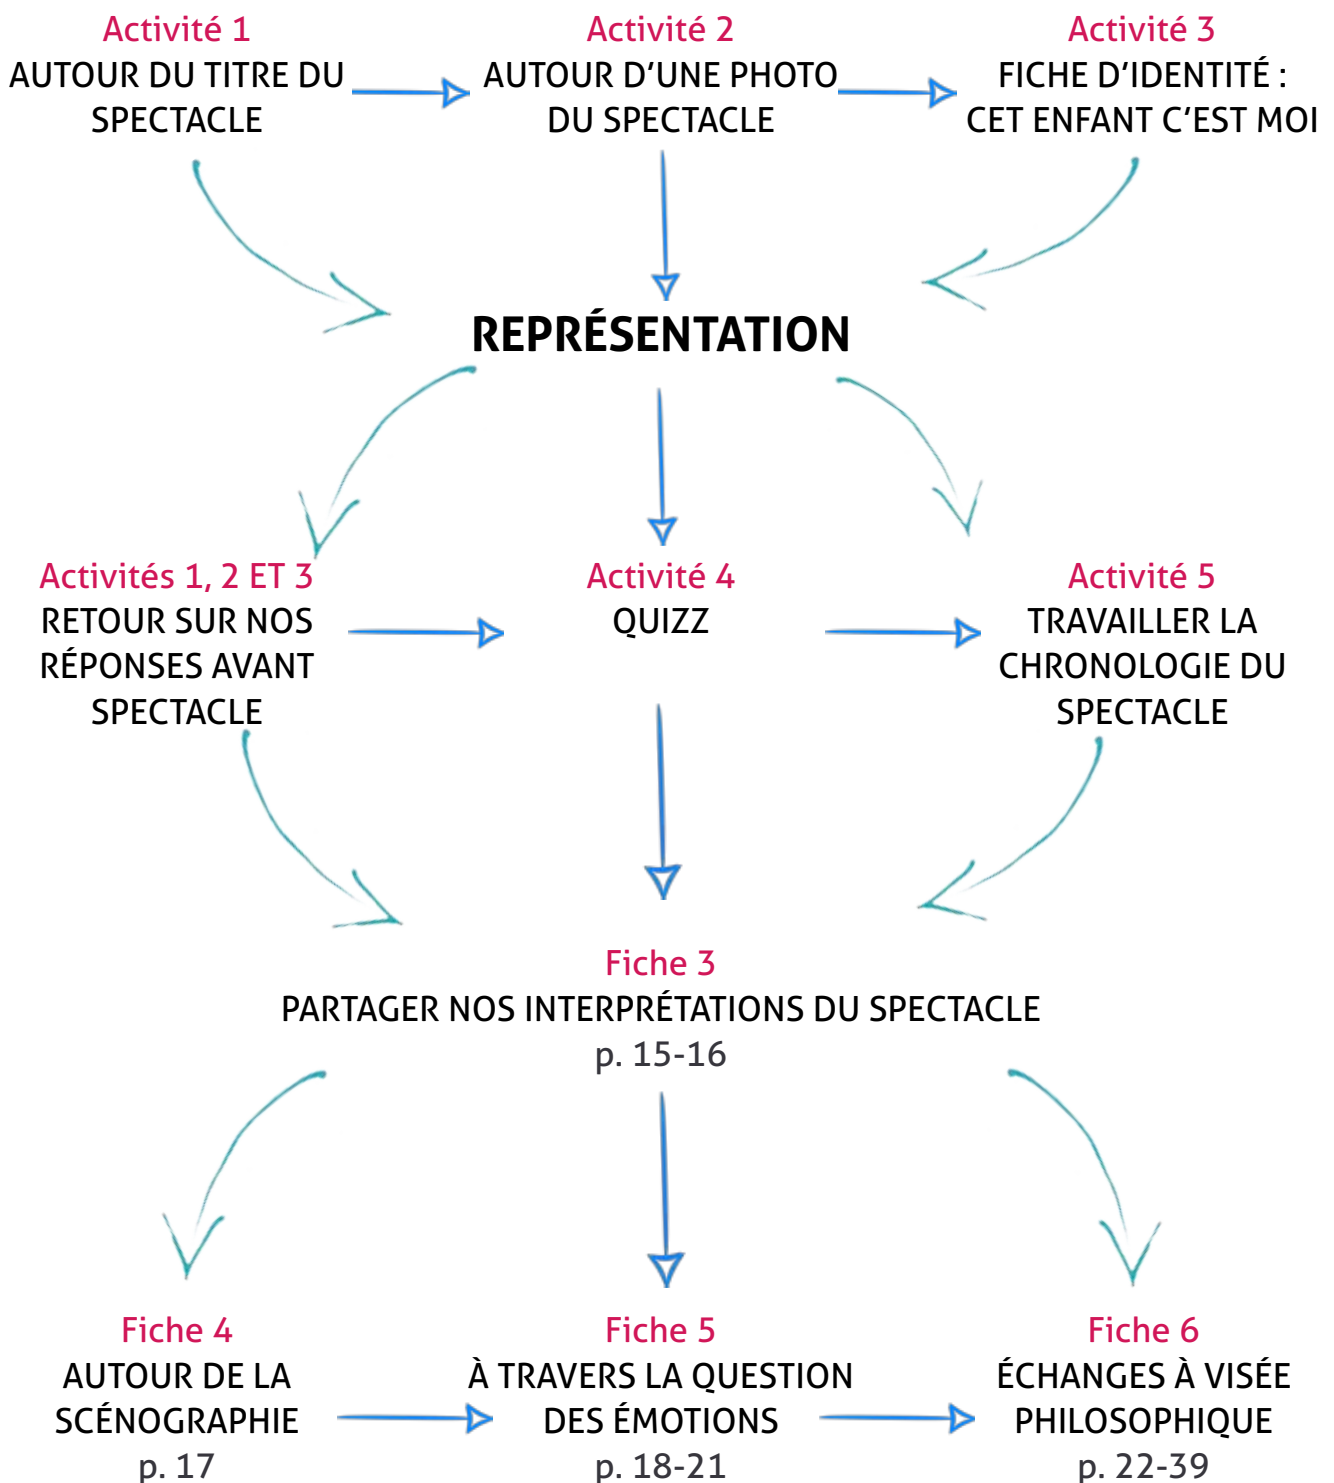 Activité 1
AUTOUR DU TITRE DU
SPECTACLE
Activité 2
AUTOUR D'UNE PHOTO
DU SPECTACLE
Activité 3
FICHE D'IDENTITÉ :
CET ENFANT C'EST MOI
REPRÉSENTATION
Activités 1, 2 ET 3
RETOUR SUR NOS
RÉPONSES AVANT
SPECTACLE
Activité 4
QUIZZ
Activité 5
TRAVAILLER LA
CHRONOLOGIE DU
SPECTACLE
Fiche 3
PARTAGER NOS INTERPRÉTATIONS DU SPECTACLE
p. 15-16
Fiche 4
AUTOUR DE LA
SCÉNOGRAPHIE
p. 17
Fiche 5
À TRAVERS LA QUESTION
DES ÉMOTIONS
p. 18-21
Fiche 6
ÉCHANGES À VISÉE
PHILOSOPHIQUE
p. 22-39